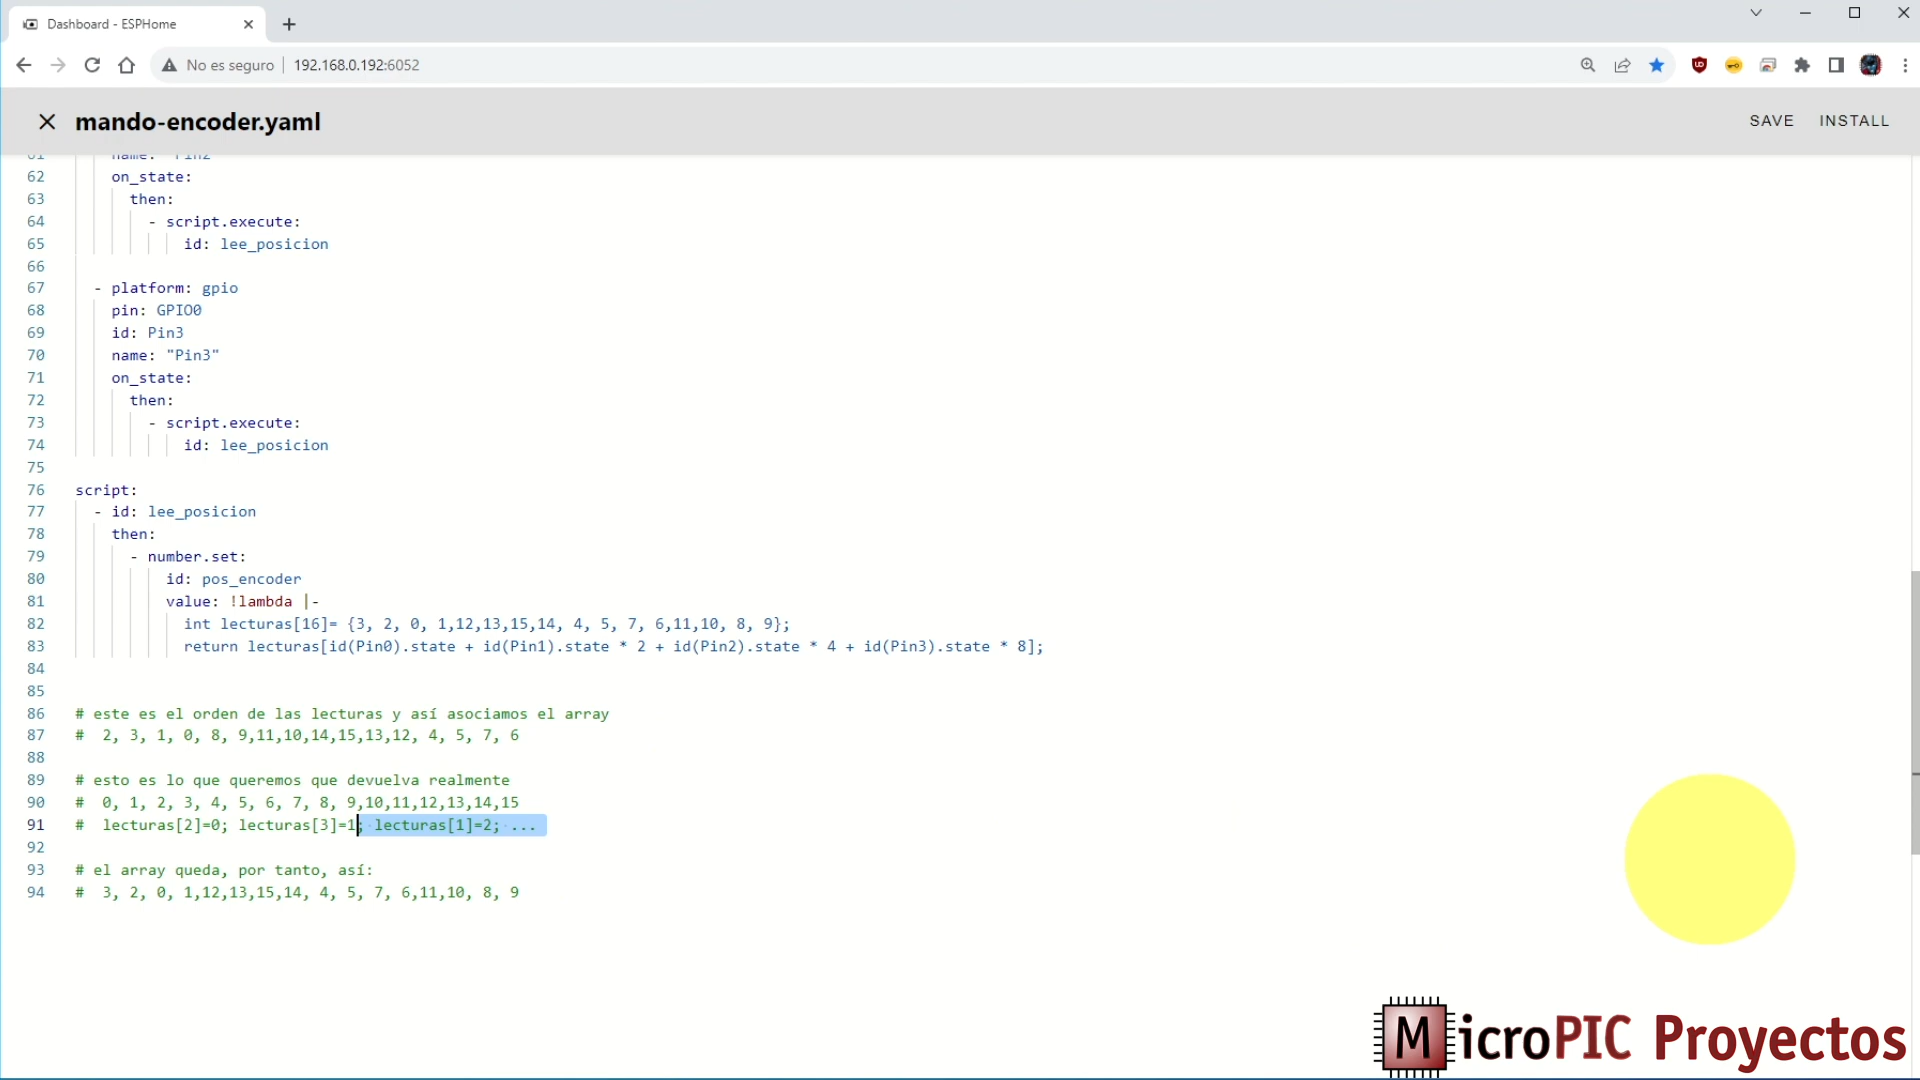 Dashboard - ESPHome
No es seguro
192.168.0.192:6052
mando-encoder.yaml
SAVE
INSTALL
61 name: "Pin2"
62 on_state:
63 then:
64 - script.execute:
65 id: lee_posicion
66
67 - platform: gpio
68 pin: GPIO0
69 id: Pin3
70 name: "Pin3"
71 on_state:
72 then:
73 - script.execute:
74 id: lee_posicion
75
76 script:
77 - id: lee_posicion
78 then:
79 - number.set:
80 id: pos_encoder
81 value: !lambda |-
82 int lecturas[16]= {3, 2, 0, 1,12,13,15,14, 4, 5, 7, 6,11,10, 8, 9};
83 return lecturas[id(Pin0).state + id(Pin1).state * 2 + id(Pin2).state * 4 + id(Pin3).state * 8];
84
85
86 # este es el orden de las lecturas y así asociamos el array
87 # 2, 3, 1, 0, 8, 9,11,10,14,15,13,12, 4, 5, 7, 6
88
89 # esto es lo que queremos que devuelva realmente
90 # 0, 1, 2, 3, 4, 5, 6, 7, 8, 9,10,11,12,13,14,15
91 # lecturas[2]=0; lecturas[3]=1; lecturas[1]=2; ...
92
93 # el array queda, por tanto, así:
94 # 3, 2, 0, 1,12,13,15,14, 4, 5, 7, 6,11,10, 8, 9
MicroPIC Proyectos